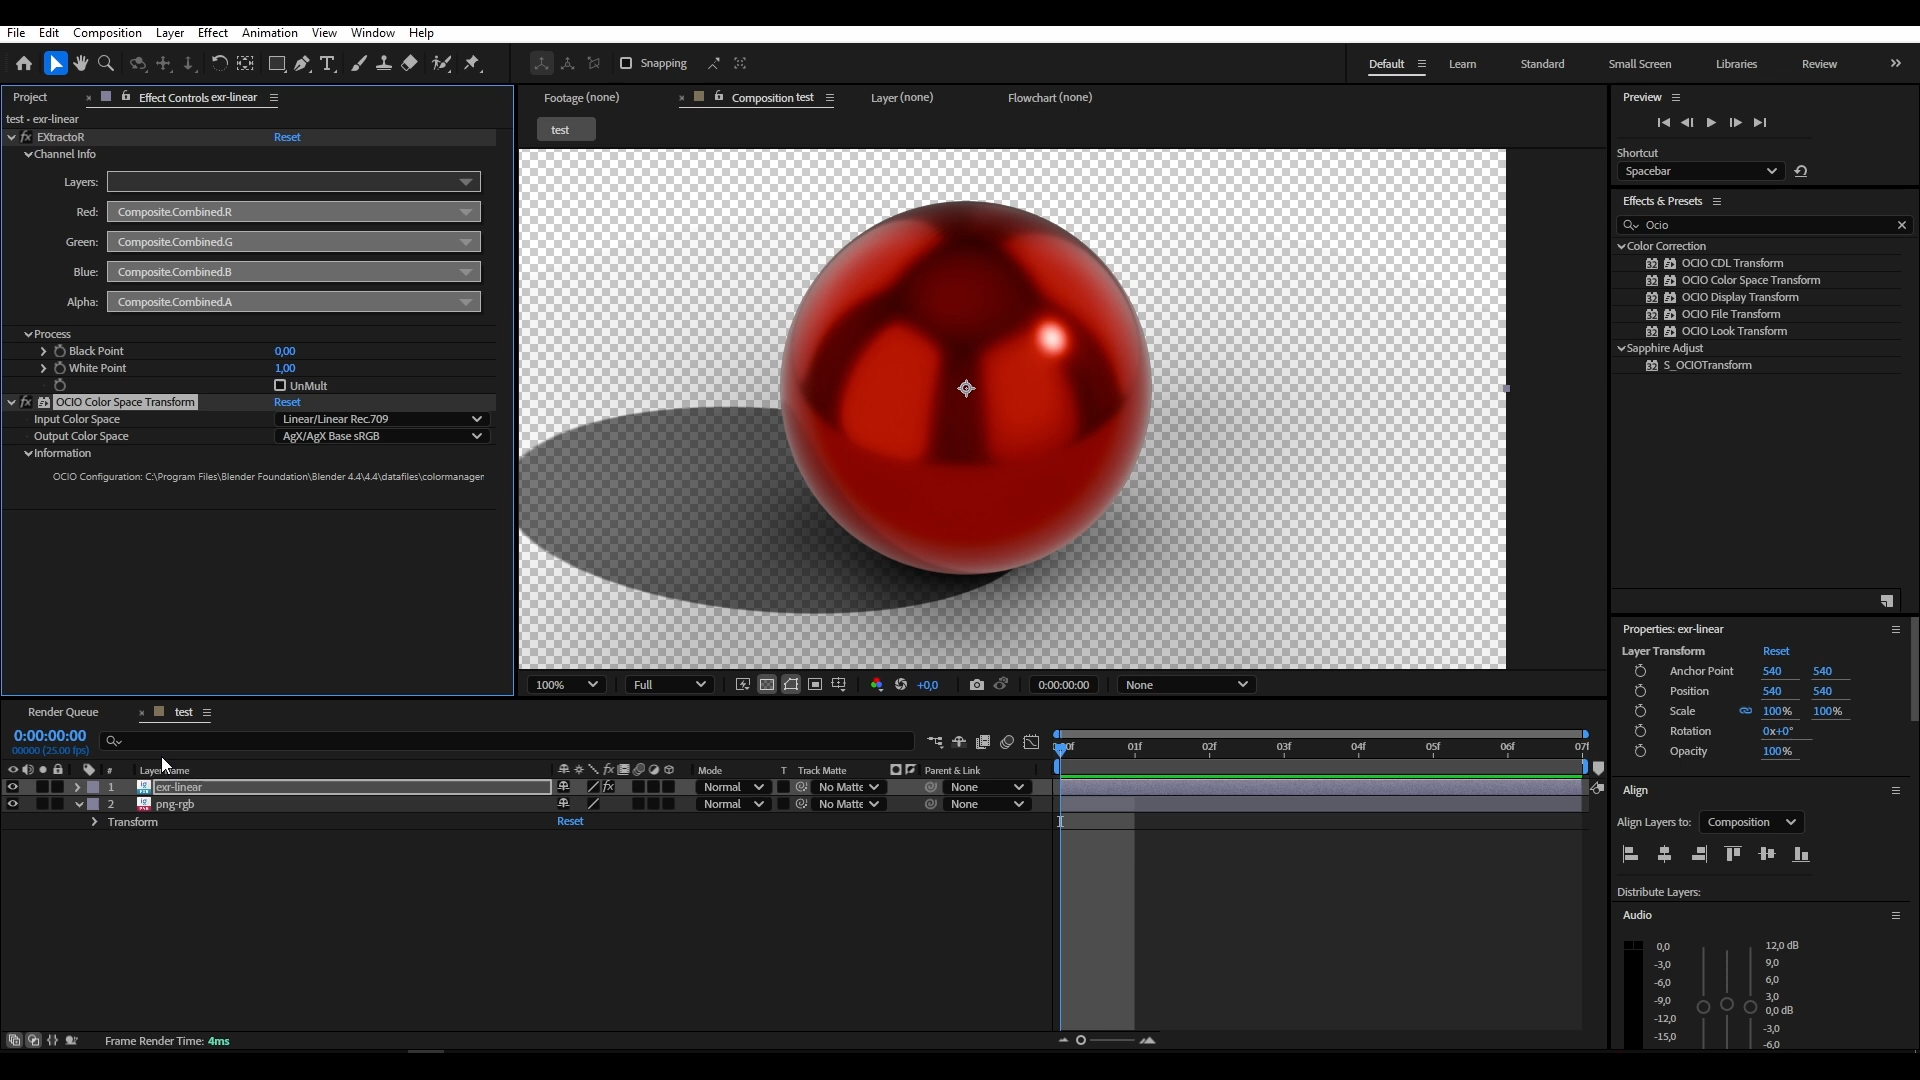 File Edit Composition Layer Effect Animation View Window Help
Snapping
Default Learn Standard Small Screen Libraries Review
Project Effect Controls exr-linear
test - exr-linear
fx EXtractoR Reset
Channel Info
Layers:
Red: Composite.Combined.R
Green: Composite.Combined.G
Blue: Composite.Combined.B
Alpha: Composite.Combined.A
Process
Black Point 0,00
White Point 1,00
UnMult
fx OCIO Color Space Transform Reset
Input Color Space Linear/Linear Rec.709
Output Color Space AgX/AgX Base sRGB
Information
OCIO Configuration: C:\Program Files\Blender Foundation\Blender 4.4\4.4\datafiles\colormanagem
Footage (none) Composition test Layer (none) Flowchart (none)
test
100% Full +0,0 0:00:00:00 None
Preview
Shortcut
Spacebar
Effects & Presets
Ocio
Color Correction
32 OCIO CDL Transform
32 OCIO Color Space Transform
32 OCIO Display Transform
32 OCIO File Transform
32 OCIO Look Transform
Sapphire Adjust
32 S_OCIOTransform
Properties: exr-linear
Layer Transform Reset
Anchor Point 540 540
Position 540 540
Scale 100% 100%
Rotation 0x+0°
Opacity 100%
Align
Align Layers to: Composition
Distribute Layers:
Audio
0,0 12,0 dB
-3,0 9,0
-6,0 6,0
-9,0 3,0
-12,0 0,0 dB
-15,0 -3,0
-6,0
Render Queue test
0:00:00:00
00000 (25.00 fps)
# Layer Name fx Mode T Track Matte Parent & Link
1 exr-linear fx Normal No Matte None
2 png-rgb Normal No Matte None
Transform Reset
01f 02f 03f 04f 05f 06f 07f
Frame Render Time: 4ms